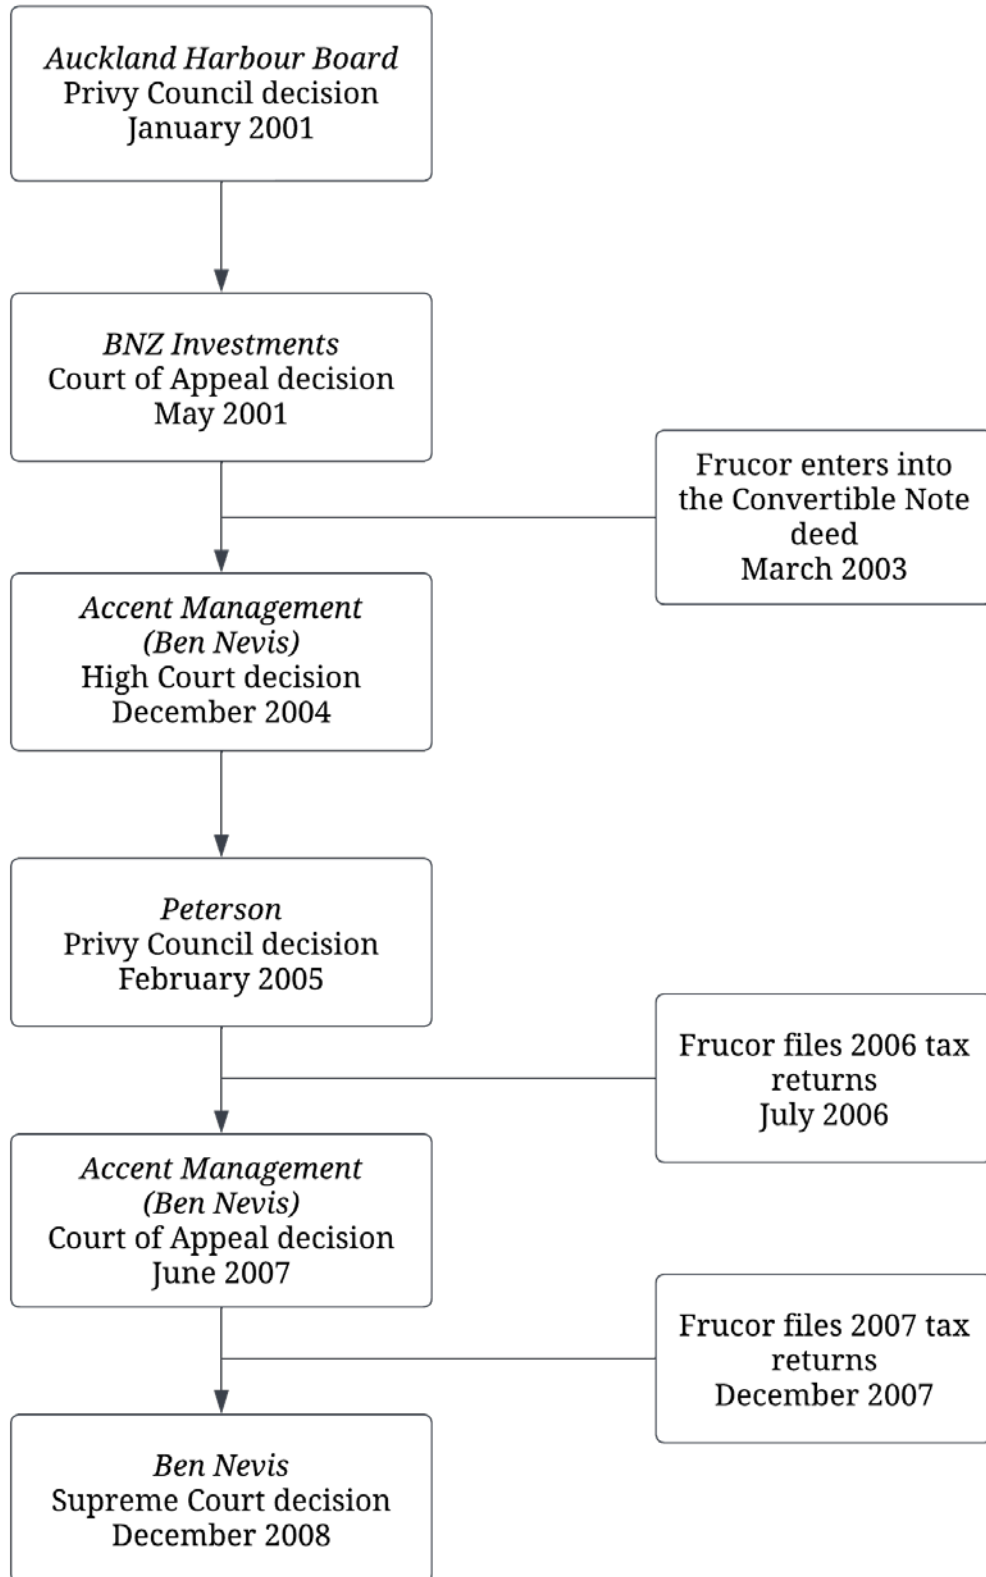 Auckland Harbour Board
Privy Council decision
January 2001
BNZ Investments
Court of Appeal decision
May 2001
Frucor enters into
the Convertible Note
deed
March 2003
Accent Management
(Ben Nevis)
High Court decision
December 2004
Peterson
Privy Council decision
February 2005
Frucor files 2006 tax
returns
July 2006
Accent Management
(Ben Nevis)
Court of Appeal decision
June 2007
Frucor files 2007 tax
returns
December 2007
Ben Nevis
Supreme Court decision
December 2008